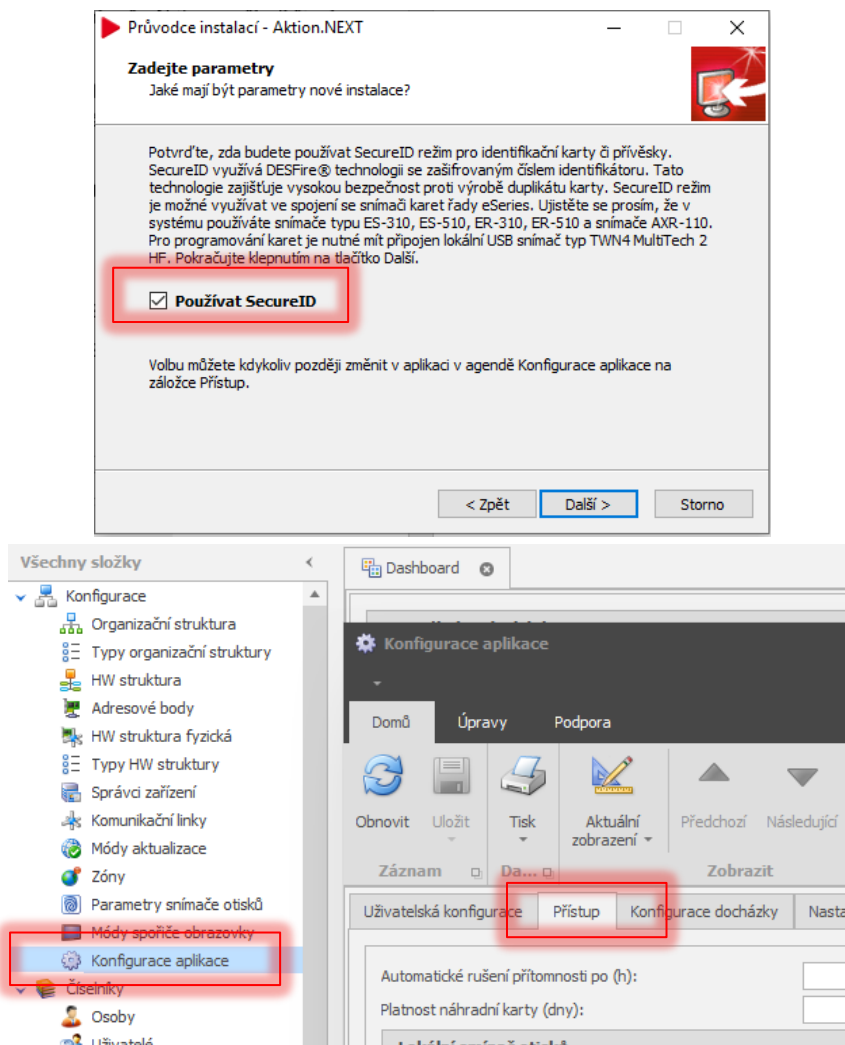 Průvodce instalací - Aktion.NEXT
Zadejte parametry
Jaké mají být parametry nové instalace?
Potvrďte, zda budete používat SecureID režim pro identifikační karty či přívěsky.
SecureID využívá DESFire® technologii se zašifrovaným číslem identifikátoru. Tato
technologie zajišťuje vysokou bezpečnost proti výrobě duplikátu karty. SecureID režim
je možné využívat ve spojení se snímači karet řady eSeries. Ujistěte se prosím, že v
systému používáte snímače typu ES-310, ES-510, ER-310, ER-510 a snímače AXR-110.
Pro programování karet je nutné mít připojen lokální USB snímač typ TWN4 MultiTech 2
HF. Pokračujte klepnutím na tlačítko Další.
Používat SecureID
Volbu můžete kdykoliv později změnit v aplikaci v agendě Konfigurace aplikace na
záložce Přístup.
< Zpět Další > Storno
Všechny složky
Konfigurace
Organizační struktura
Typy organizační struktury
HW struktura
Adresové body
HW struktura fyzická
Typy HW struktury
Správci zařízení
Komunikační linky
Módy aktualizace
Zóny
Parametry snímače otisků
Módy spořiče obrazovky
Konfigurace aplikace
Číselníky
Osoby
Uživatelé
Dashboard
Konfigurace aplikace
Domů Úpravy Podpora
Obnovit Uložit Tisk Aktuální zobrazení Předchozí Následující
Záznam Da... Zobrazit
Uživatelská konfigurace Přístup Konfigurace docházky Nasta
Automatické rušení přítomnosti po (h):
Platnost náhradní karty (dny):